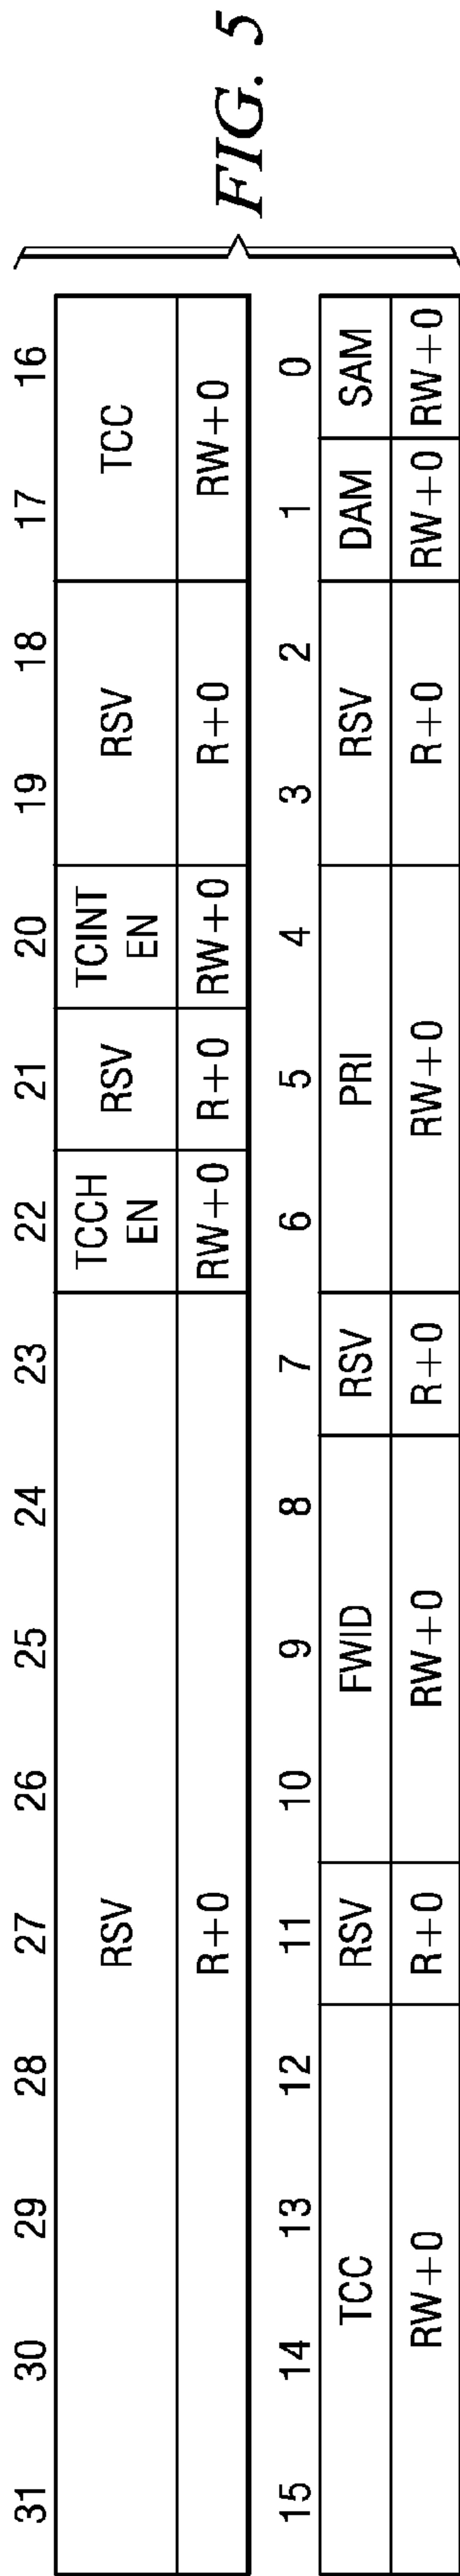 31 30 29 28 27 26 25 24 23 22 21 20 19 18 17 16
RSV TCCH EN RSV TCINT EN RSV TCC
R+0 RW+0 R+0 RW+0 R+0 RW+0
15 14 13 12 11 10 9 8 7 6 5 4 3 2 1 0
TCC RSV FWID RSV PRI RSV DAM SAM
RW+0 R+0 RW+0 R+0 RW+0 R+0 RW+0 RW+0
FIG. 5